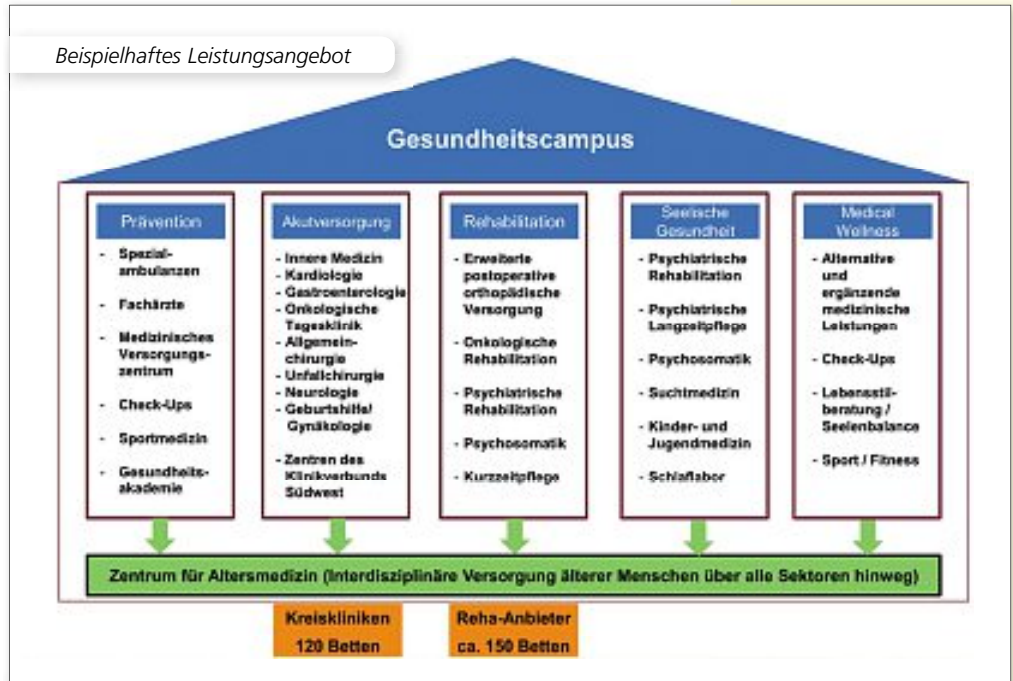 Beispielhaftes Leistungsangebot
Gesundheitscampus
Prävention
- Spezial-
ambulanzen
- Fachärzte
- Medizinisches
Versorgungs-
zentrum
- Check-Ups
- Sportmedizin
- Gesundheits-
akademie
Akutversorgung
- Innere Medizin
- Kardiologie
- Gastroenterologie
- Onkologische
Tagesklinik
- Allgemein-
chirurgie
- Unfallchirurgie
- Neurologie
- Geburtshilfe/
Gynäkologie
- Zentren des
Klinikverbunds
Südwest
Rehabilitation
- Erweiterte
postoperative
orthopädische
Versorgung
- Onkologische
Rehabilitation
- Psychiatrische
Rehabilitation
- Psychosomatik
- Kurzzeitpflege
Seelische
Gesundheit
- Psychiatrische
Rehabilitation
- Psychiatrische
Langzeitpflege
- Psychosomatik
- Suchtmedizin
- Kinder- und
Jugendmedizin
- Schlaflabor
Medical
Wellness
- Alternative
und
ergänzende
medizinische
Leistungen
- Check-Ups
- Lebensstil-
beratung /
Seelenbalance
- Sport / Fitness
Zentrum für Altersmedizin (Interdisziplinäre Versorgung älterer Menschen über alle Sektoren hinweg)
Kreiskliniken
120 Betten
Reha-Anbieter
ca. 150 Betten